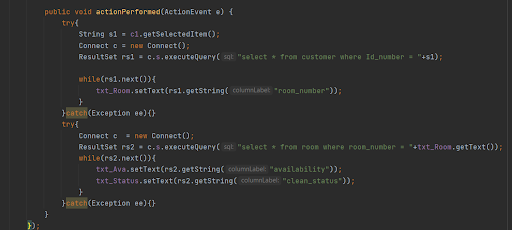 public void actionPerformed(ActionEvent e) {
try{
String s1 = c1.getSelectedItem();
Connect c = new Connect();
ResultSet rs1 = c.s.executeQuery( sql: "select * from customer where Id_number = "+s1);
while(rs1.next()){
txt_Room.setText(rs1.getString( columnLabel: "room_number"));
}
}catch(Exception ee){}
try{
Connect c = new Connect();
ResultSet rs2 = c.s.executeQuery( sql: "select * from room where room_number = "+txt_Room.getText());
while(rs2.next()){
txt_Ava.setText(rs2.getString( columnLabel: "availability"));
txt_Status.setText(rs2.getString( columnLabel: "clean_status"));
}
}catch(Exception ee){}
}
});